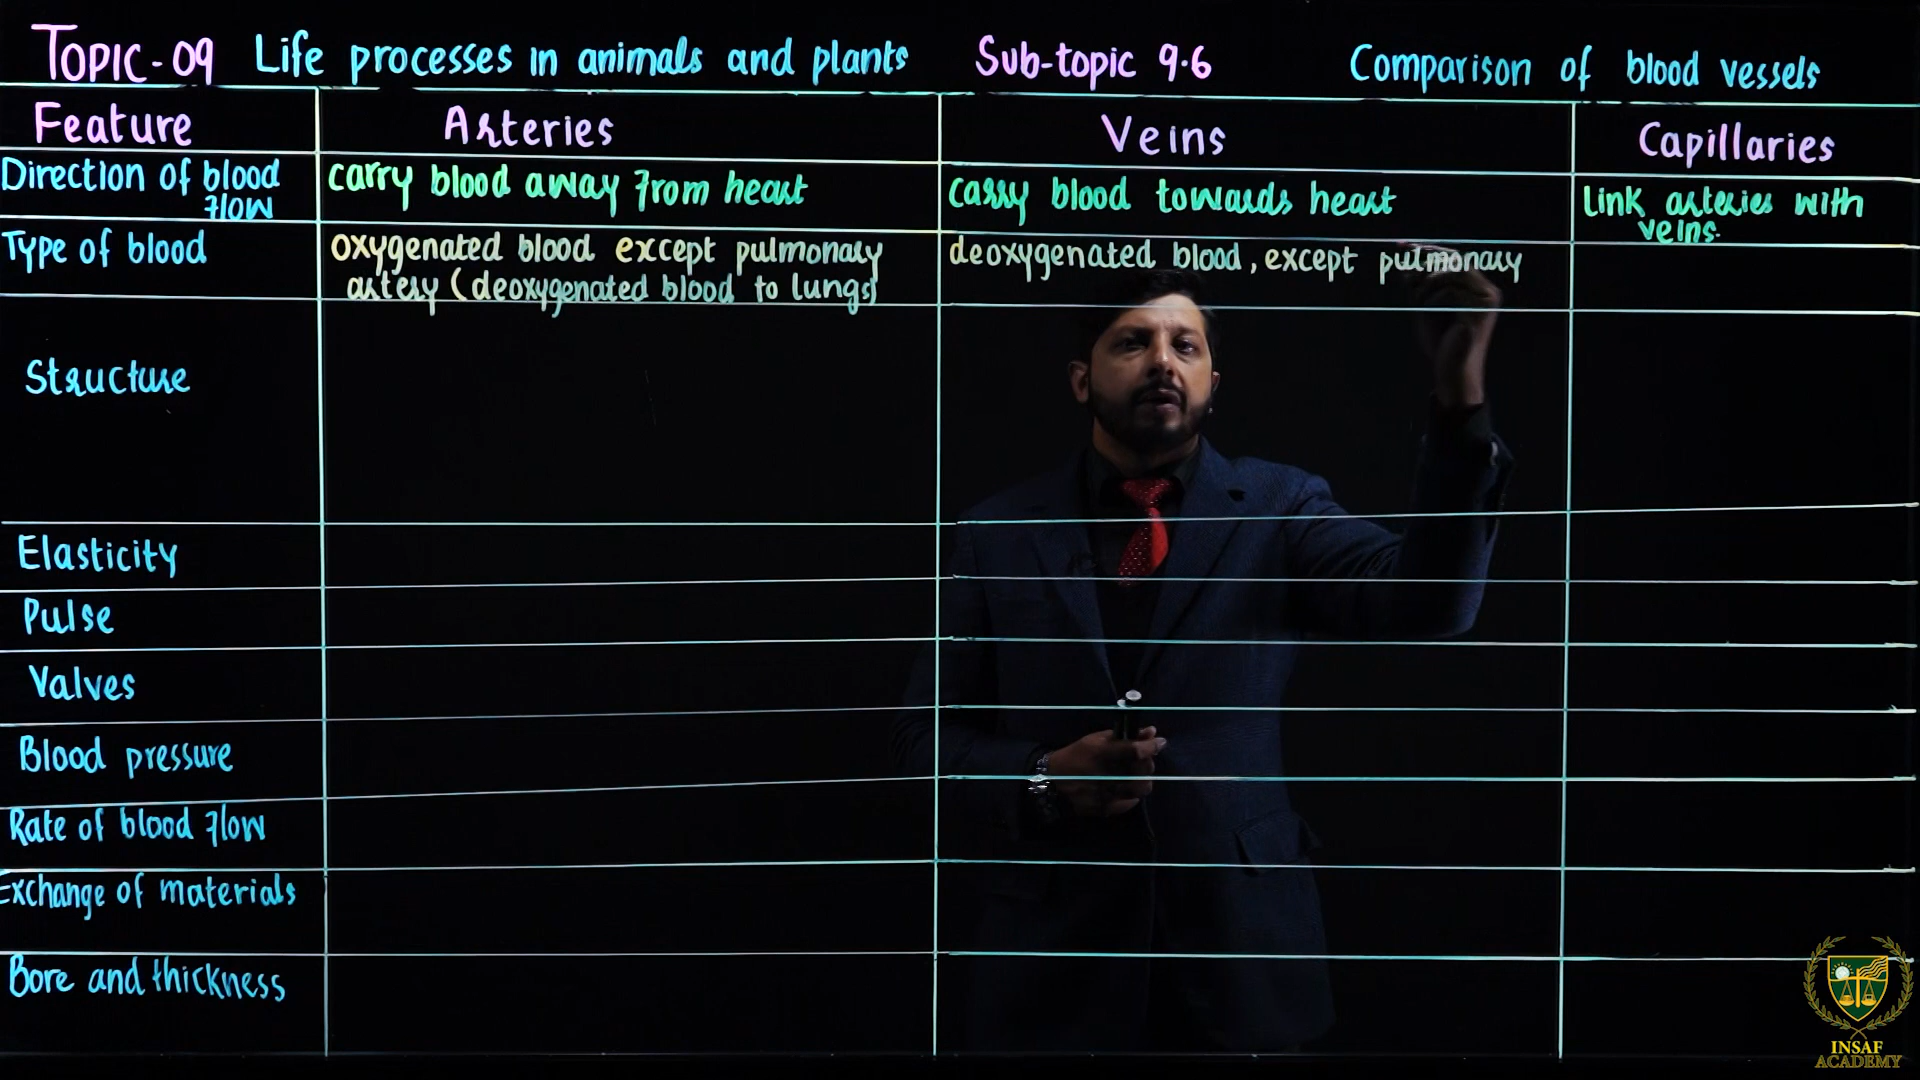 TOPIC-09 Life processes in animals and plants Sub-topic 9.6 Comparison of blood vessels
Feature Arteries Veins Capillaries
Direction of blood flow
carry blood away from heart
carry blood towards heart
Link arteries with
veins.
Type of blood
oxygenated blood except pulmonary
artery (deoxygenated blood to lungs)
deoxygenated blood, except pulmonary
Structure
Elasticity
Pulse
Valves
Blood pressure
Rate of blood flow
Exchange of materials
Bore and thickness
INSAF
ACADEMY